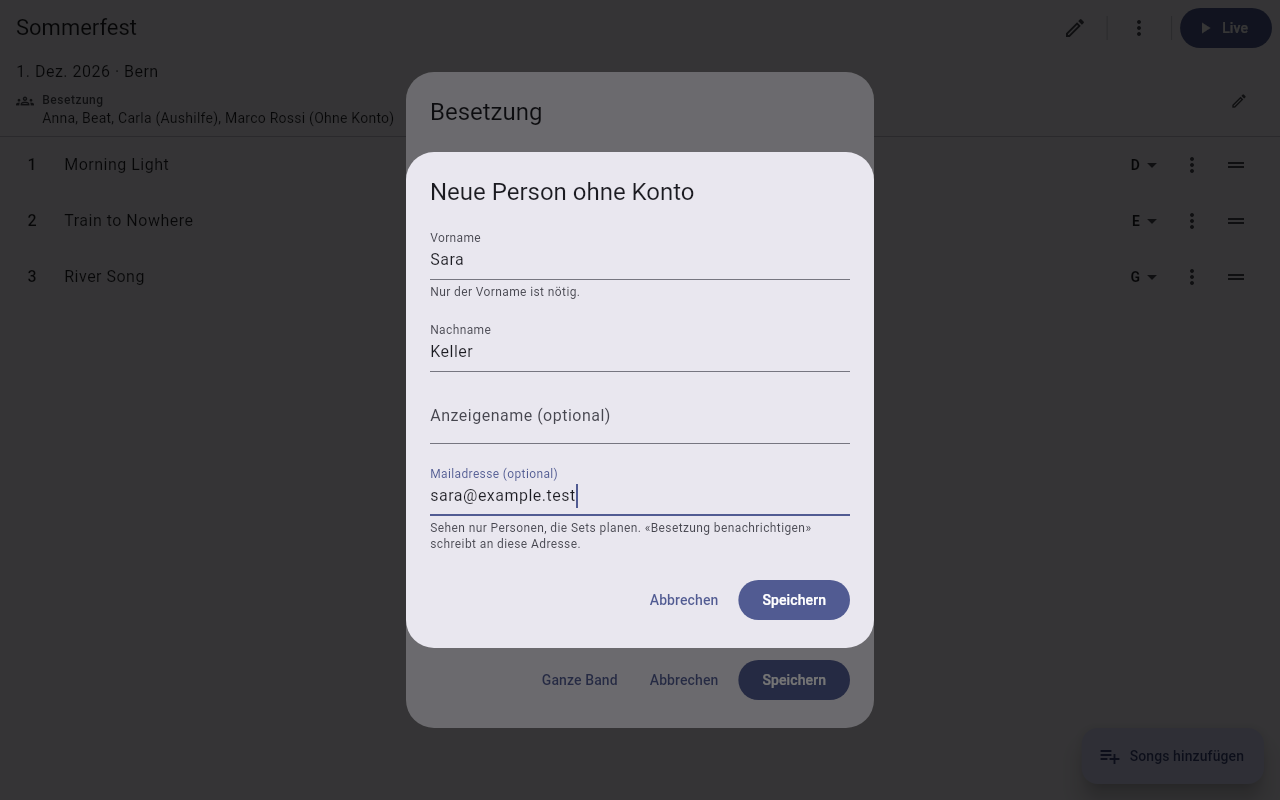 Sommerfest
Live
1. Dez. 2026 · Bern
Besetzung
Anna, Beat, Carla (Aushilfe), Marco Rossi (Ohne Konto)
1 Morning Light D
2 Train to Nowhere E
3 River Song G
Besetzung
Neue Person ohne Konto
Vorname
Sara
Nur der Vorname ist nötig.
Nachname
Keller
Anzeigename (optional)
Mailadresse (optional)
sara@example.test
Sehen nur Personen, die Sets planen. «Besetzung benachrichtigen»
schreibt an diese Adresse.
Abbrechen Speichern
Ganze Band Abbrechen Speichern
Songs hinzufügen